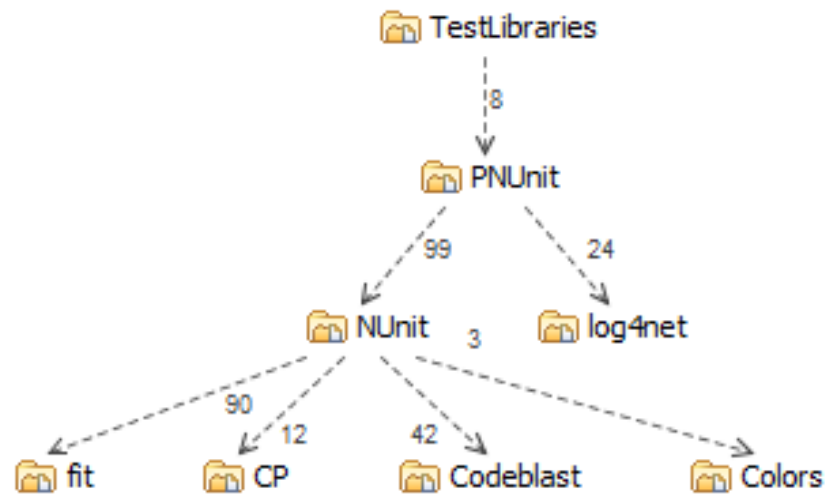 TestLibraries
8
PNUnit
99
24
NUnit
3
log4net
90
12
42
fit
CP
Codeblast
Colors